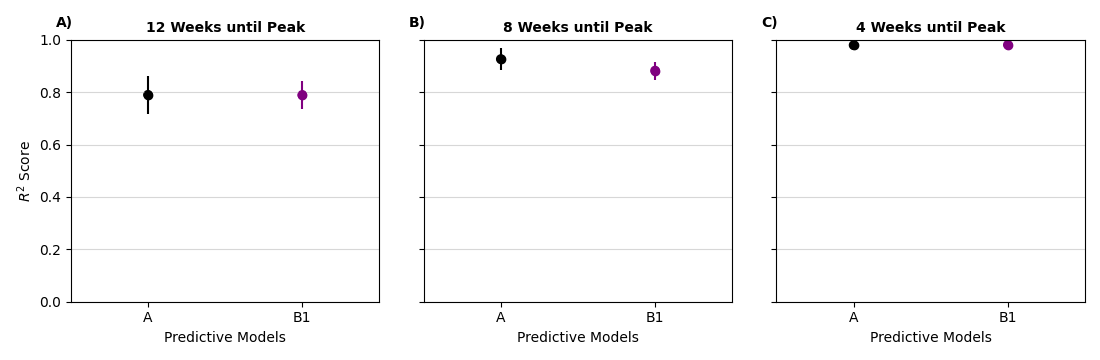 A) 12 Weeks until Peak
B) 8 Weeks until Peak
C) 4 Weeks until Peak
R² Score
1.0
0.8
0.6
0.4
0.2
0.0
A B1
A B1
A B1
Predictive Models
Predictive Models
Predictive Models